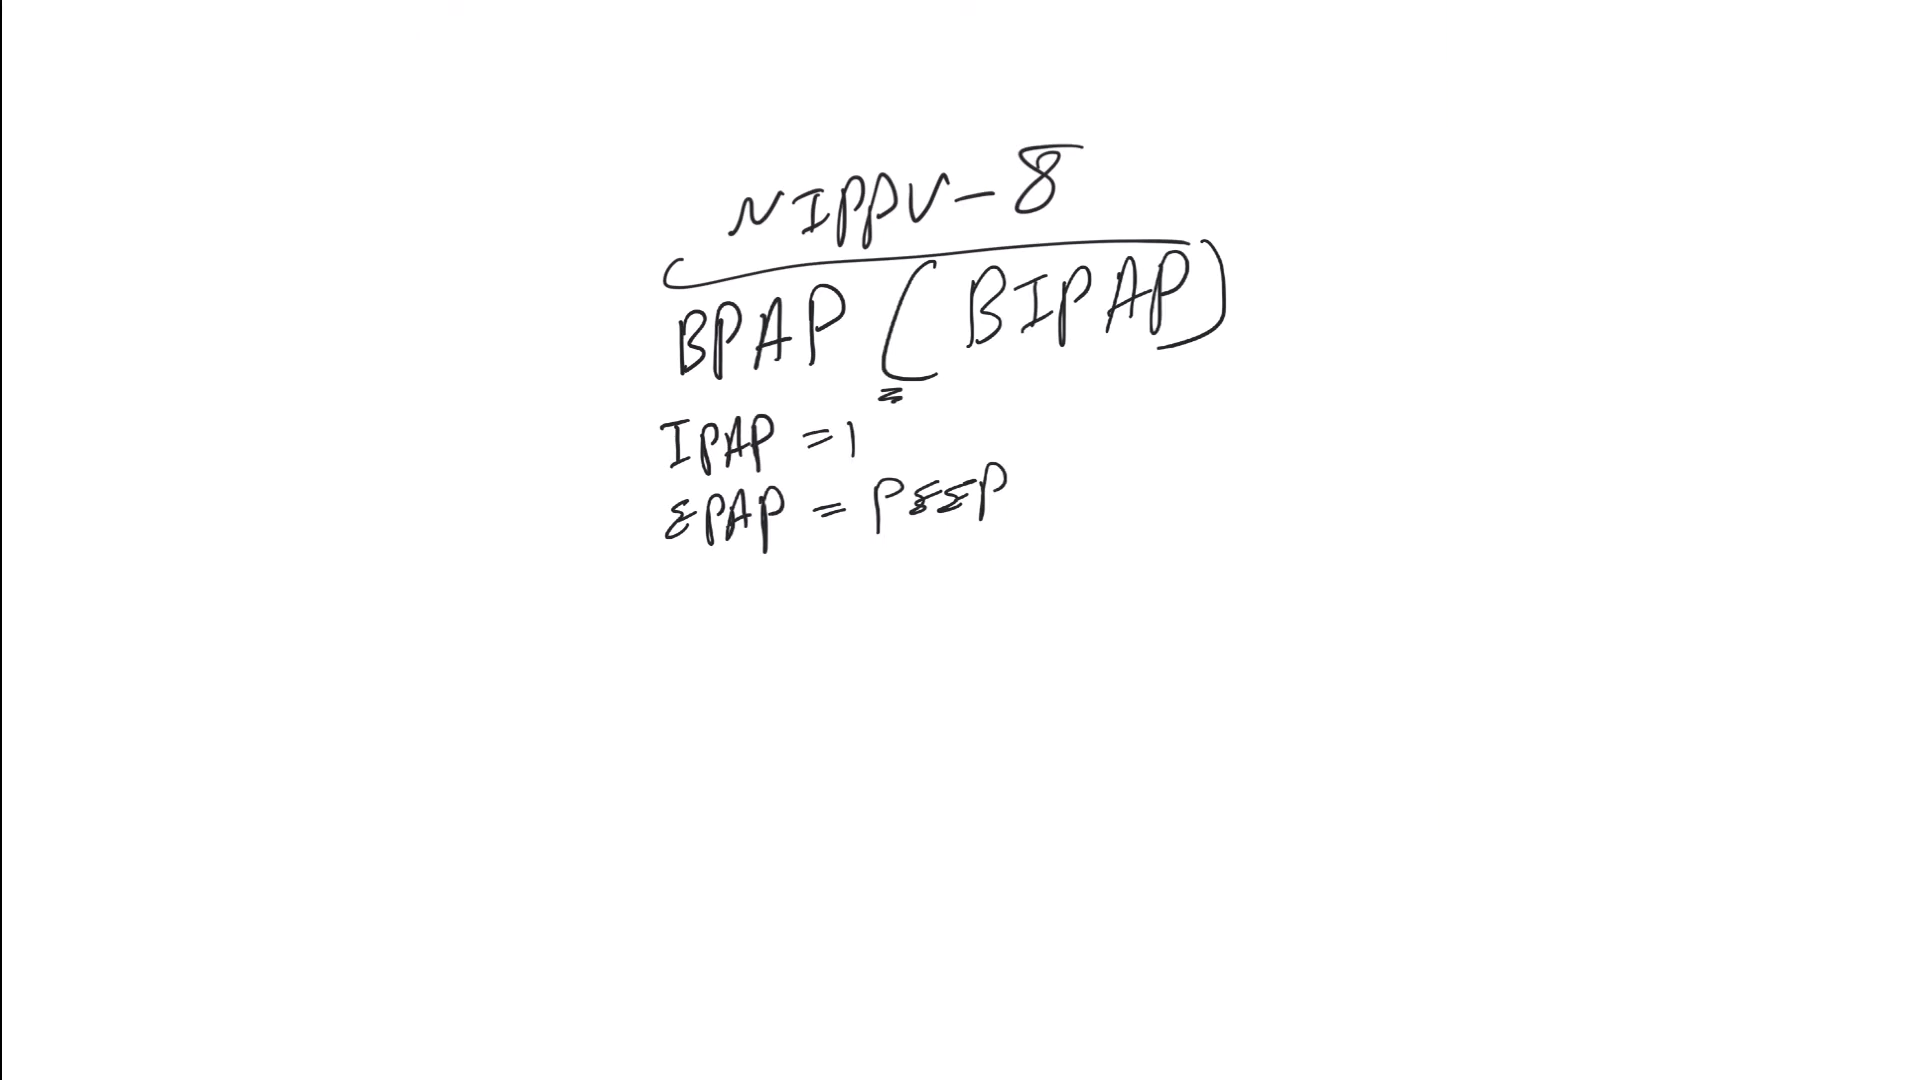 NIPPV-8
BPAP (BIPAP)
IPAP = 1
EPAP = PEEP